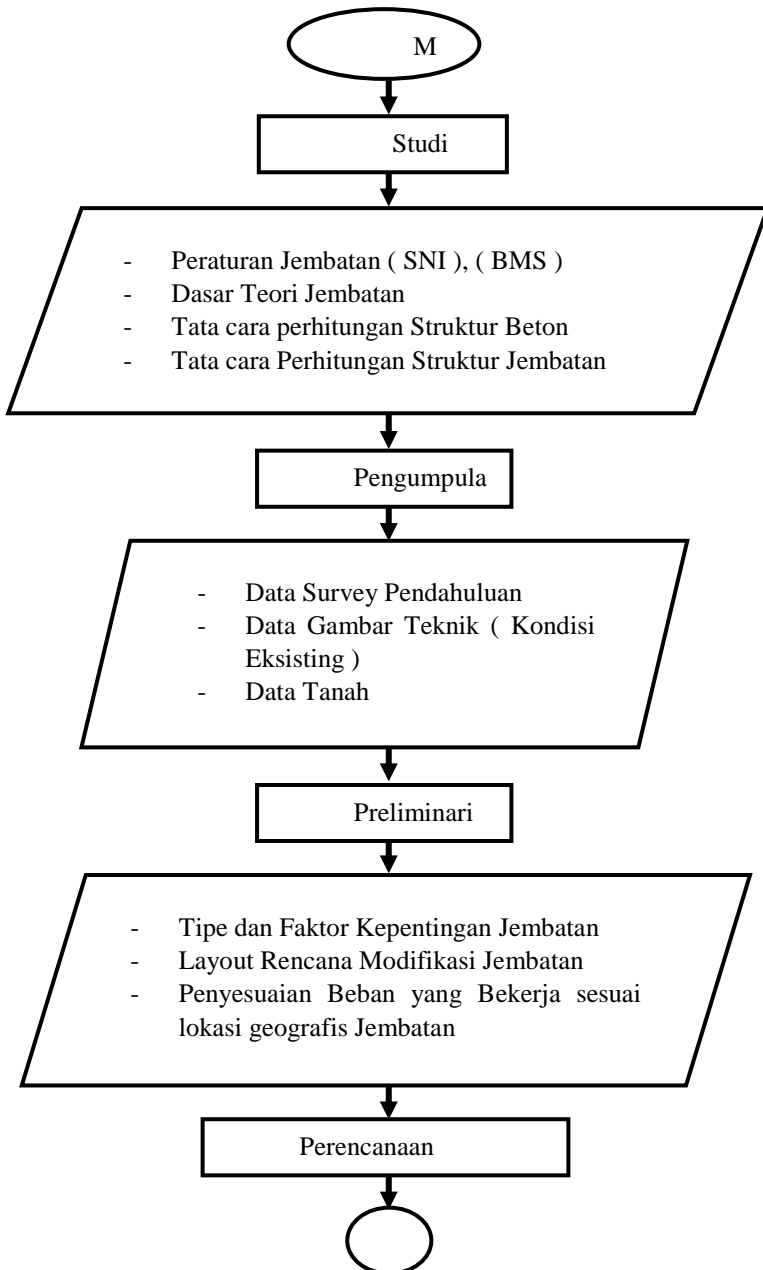 M
Studi
- Peraturan Jembatan ( SNI ), ( BMS )
- Dasar Teori Jembatan
- Tata cara perhitungan Struktur Beton
- Tata cara Perhitungan Struktur Jembatan
Pengumpula
- Data Survey Pendahuluan
- Data Gambar Teknik ( Kondisi
Eksisting )
- Data Tanah
Preliminari
- Tipe dan Faktor Kepentingan Jembatan
- Layout Rencana Modifikasi Jembatan
- Penyesuaian Beban yang Bekerja sesuai
lokasi geografis Jembatan
Perencanaan